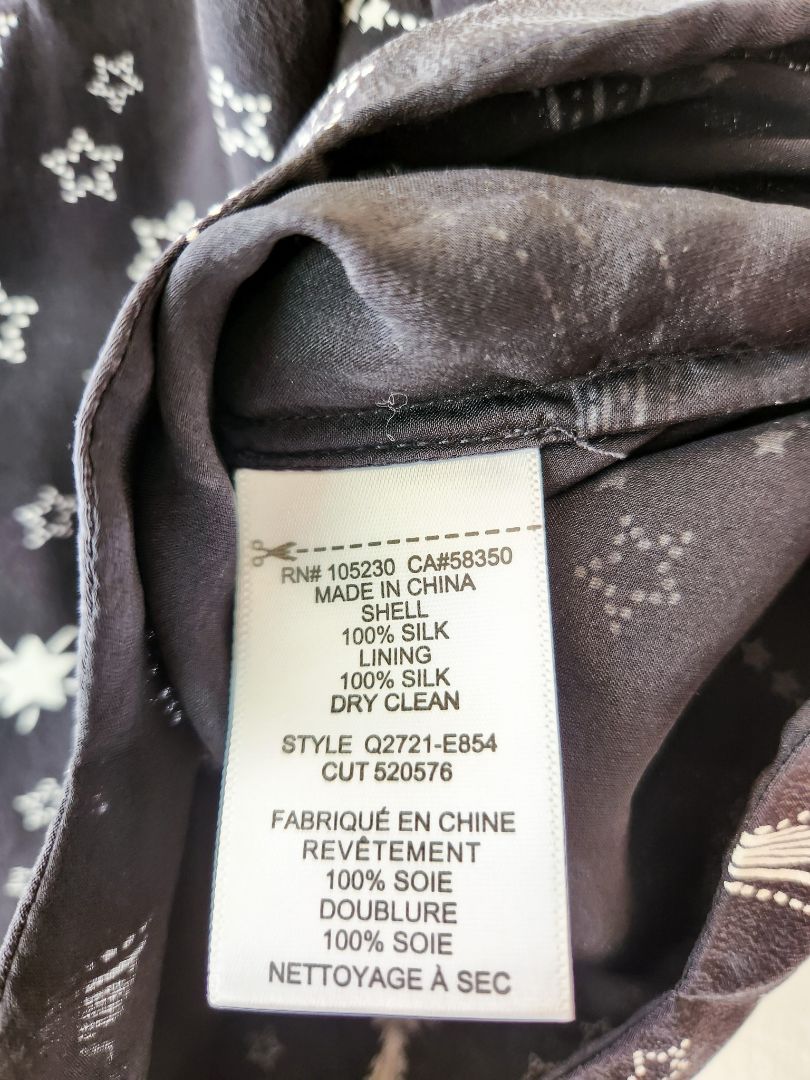 RN# 105230 CA#58350
MADE IN CHINA
SHELL
100% SILK
LINING
100% SILK
DRY CLEAN
STYLE Q2721-E854
CUT 520576
FABRIQUÉ EN CHINE
REVÊTEMENT
100% SOIE
DOUBLURE
100% SOIE
NETTOYAGE À SEC